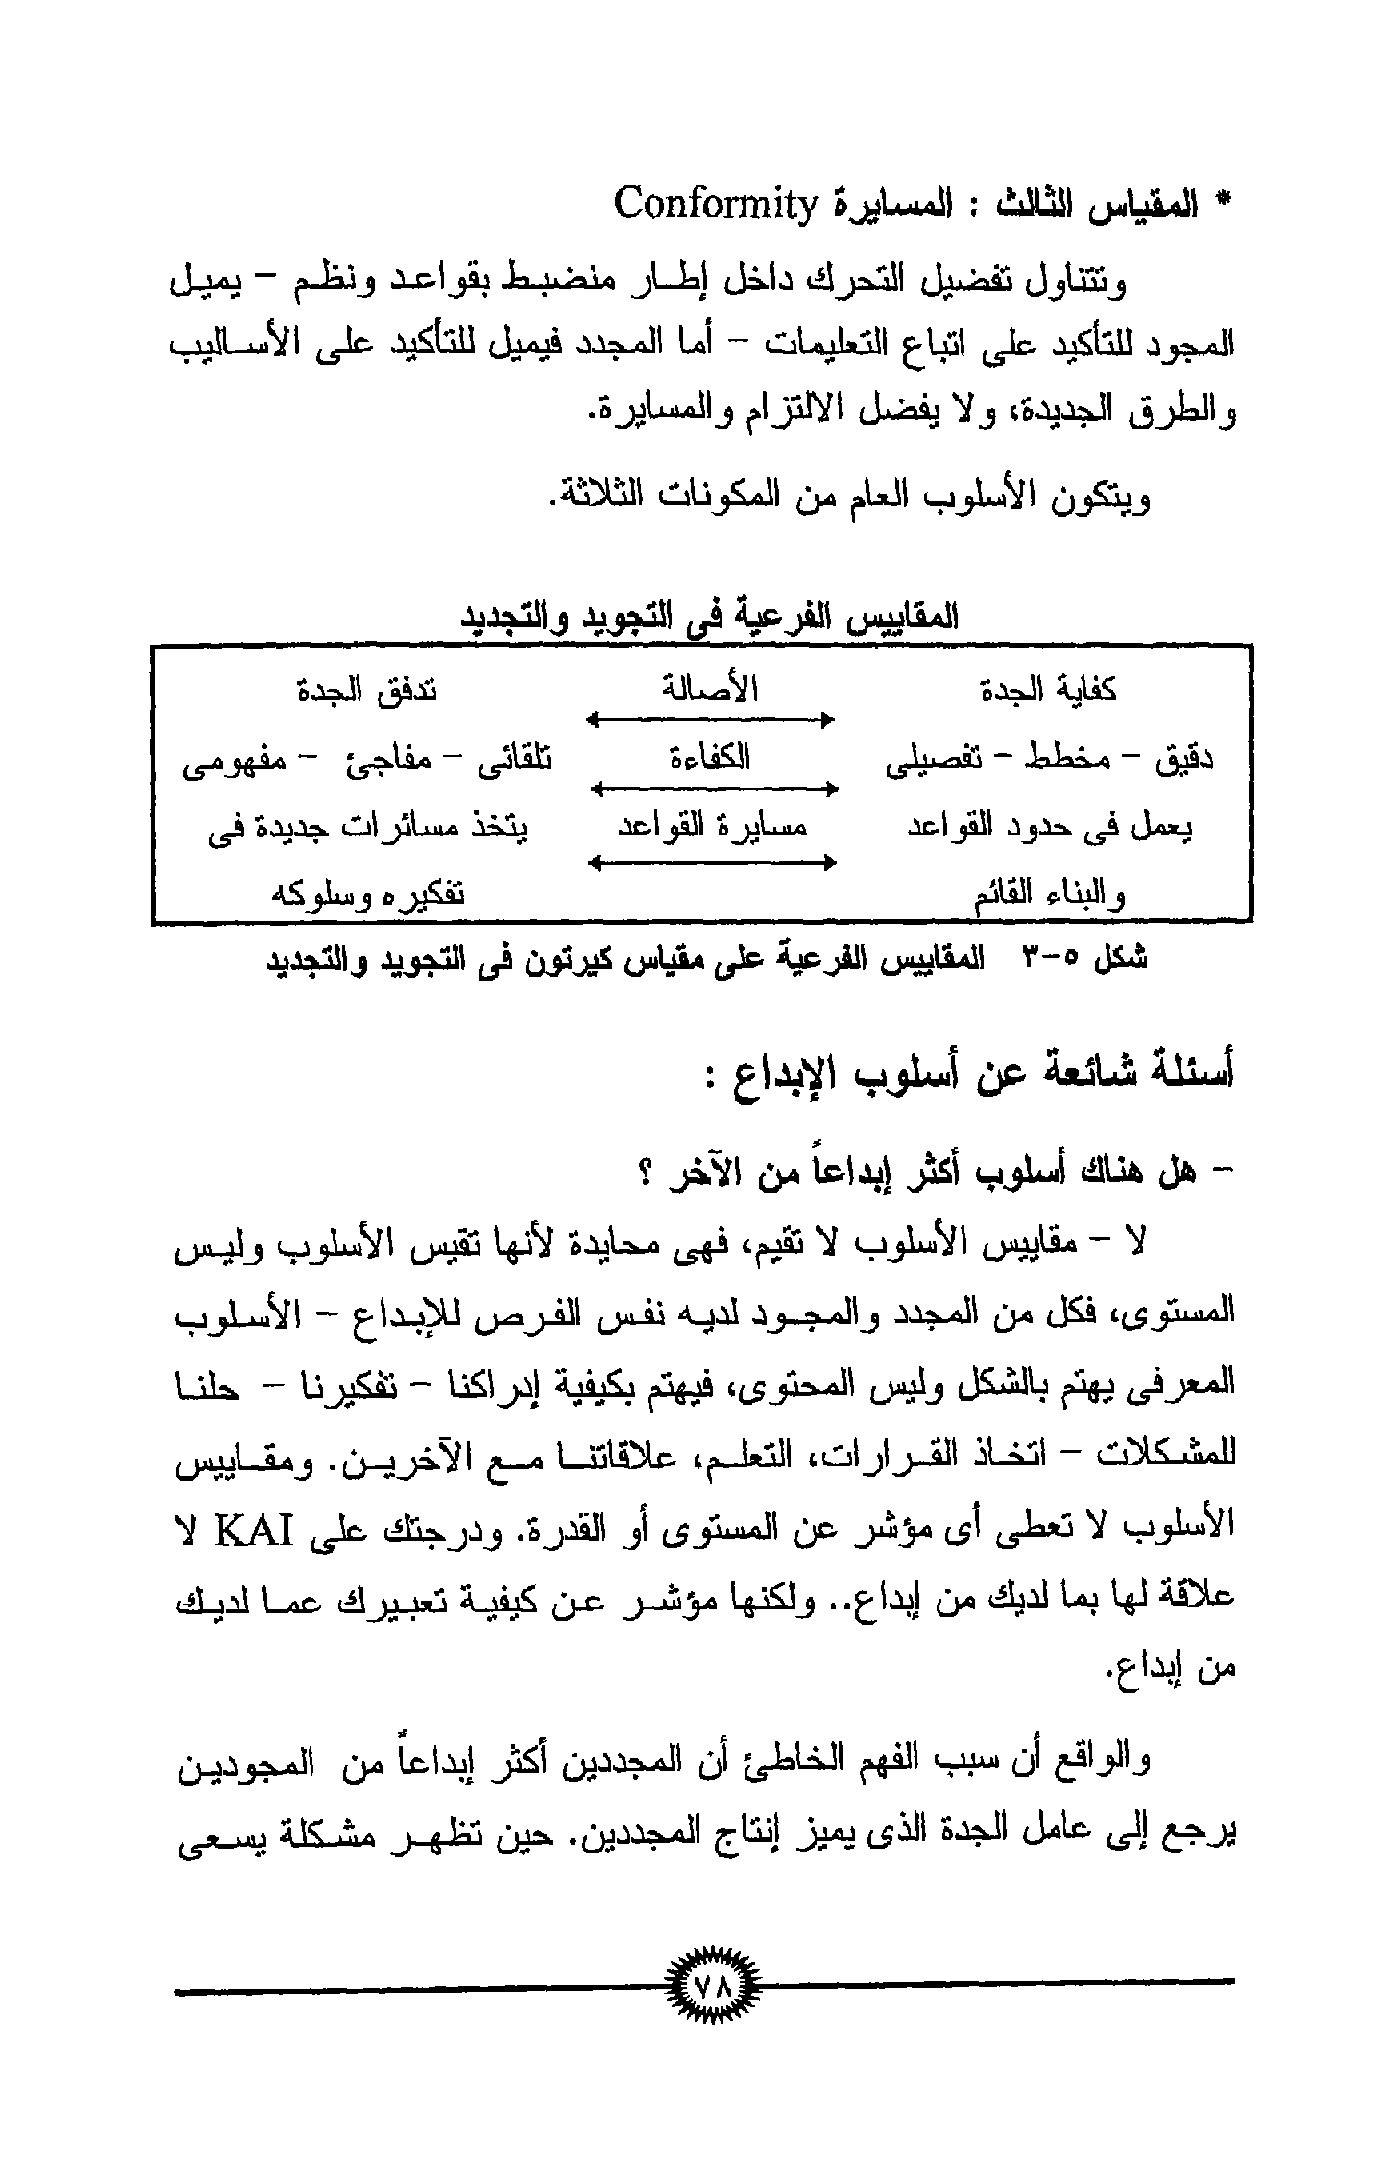 * المقياس الثالث : المسايرة Conformity
وتتناول تفضيل التحرك داخل إطار منضبط بقواعد ونظم - يميل
المجود للتأكيد على اتباع التعليمات - أما المجدد فيميل للتأكيد على الأساليب
والطرق الجديدة، ولا يفضل الالتزام والمسايرة.
ويتكون الأسلوب العام من المكونات الثلاثة.
المقاييس الفرعية فى التجويد والتجديد
كفاية الجدة الأصالة تدفق الجدة
دقيق - مخطط - تفصيلى الكفاءة تلقائى - مفاجئ - مفهومى
يعمل فى حدود القواعد مسايرة القواعد يتخذ مسائرات جديدة فى
والبناء القائم تفكيره وسلوكه
شكل ٥-٣ المقاييس الفرعية على مقياس كيرتون فى التجويد والتجديد
أسئلة شائعة عن أسلوب الإبداع :
- هل هناك أسلوب أكثر إبداعاً من الآخر ؟
لا - مقاييس الأسلوب لا تقيم، فهى محايدة لأنها تقيس الأسلوب وليس
المستوى، فكل من المجدد والمجود لديه نفس الفرص للإبداع - الأسلوب
المعرفى يهتم بالشكل وليس المحتوى، فيهتم بكيفية إدراكنا - تفكيرنا - حلنا
للمشكلات - اتخاذ القرارات، التعلم، علاقاتنا مع الآخرين. ومقاييس
الأسلوب لا تعطى أى مؤشر عن المستوى أو القدرة. ودرجتك على KAI لا
علاقة لها بما لديك من إبداع.. ولكنها مؤشر عن كيفية تعبيرك عما لديك
من إبداع.
والواقع أن سبب الفهم الخاطئ أن المجددين أكثر إبداعاً من المجودين
يرجع إلى عامل الجدة الذى يميز إنتاج المجددين. حين تظهر مشكلة يسعى
٧٨